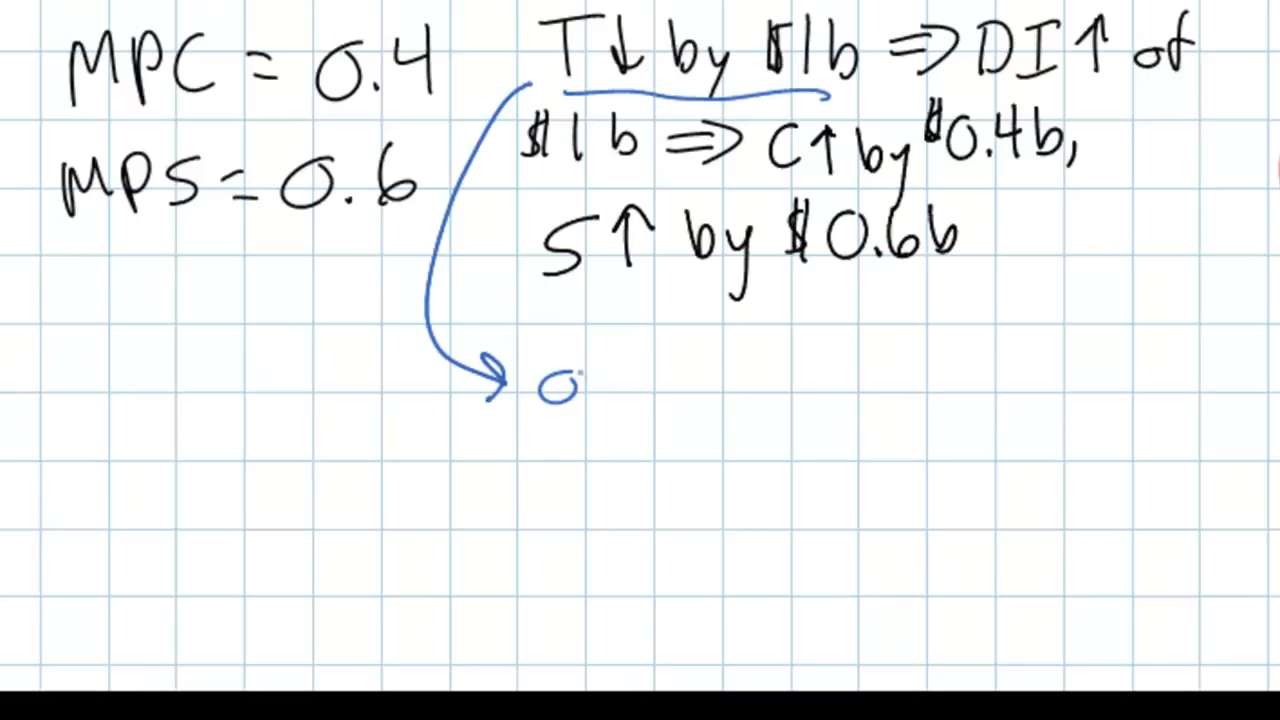 MPC = 0.4
MPS = 0.6
T↓ by $1b ⇒ DI↑ of
$1b ⇒ C↑ by $0.4b,
S↑ by $0.6b
0